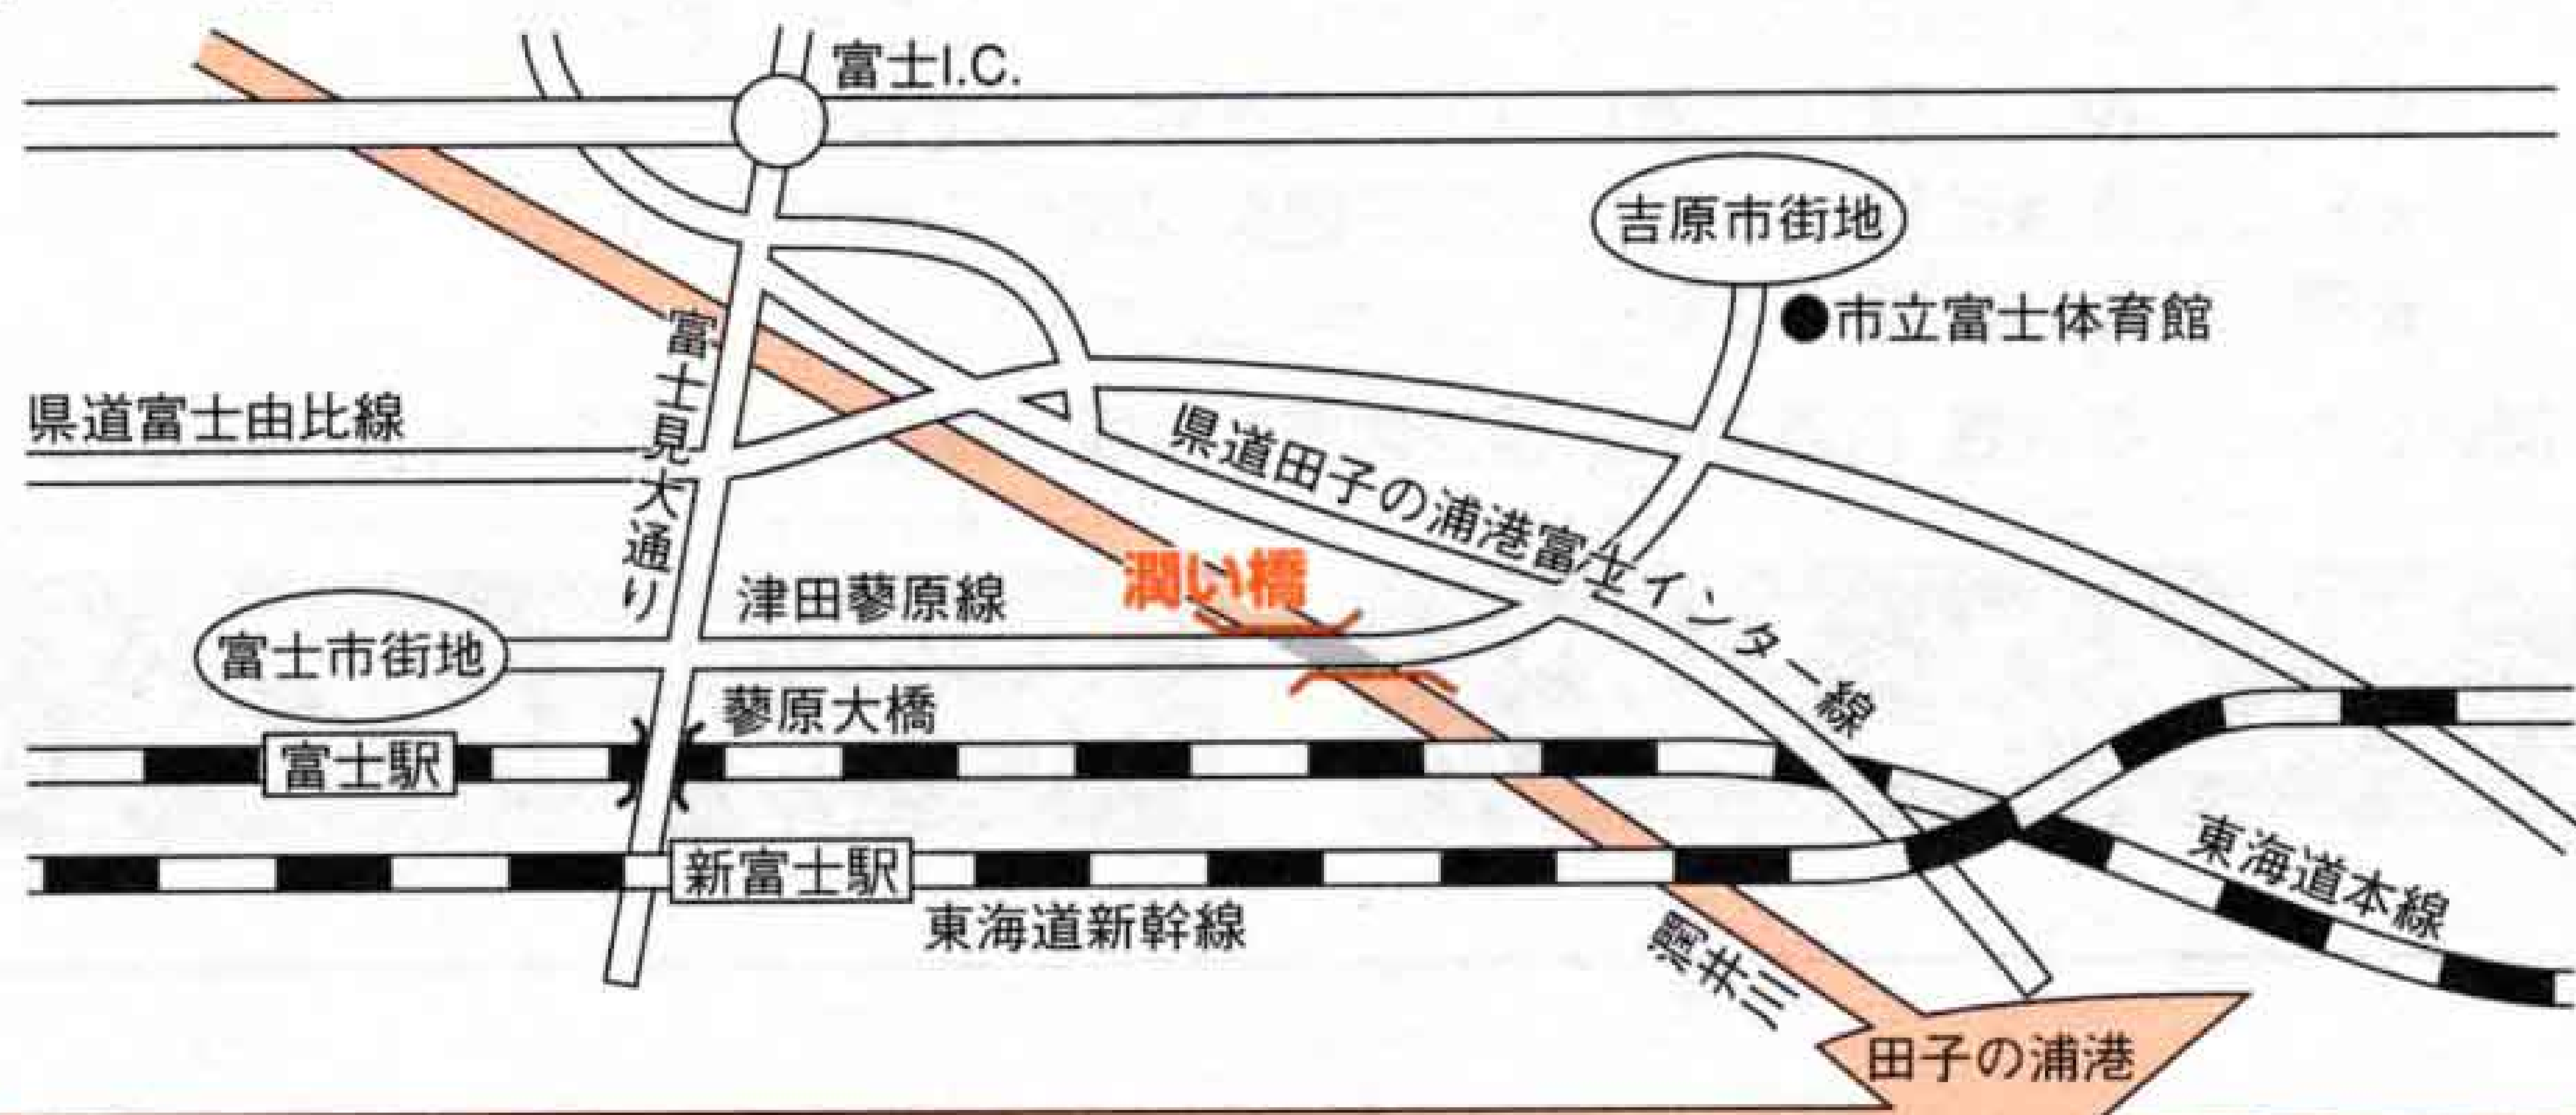 富士I.C.
吉原市街地
市立富士体育館
富士見大通り
県道富士由比線
県道田子の浦港富士インター線
潤い橋
津田蓼原線
富士市街地
蓼原大橋
富士駅
新富士駅
東海道本線
東海道新幹線
潤井川
田子の浦港